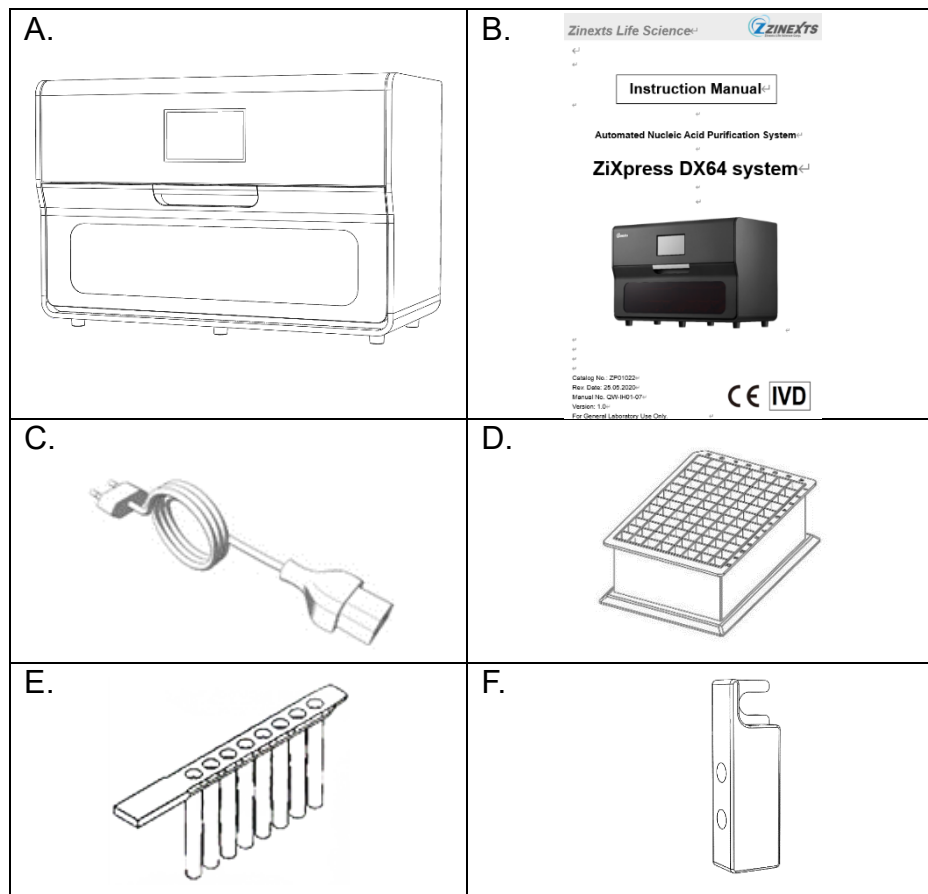 A.
B.
Zinexts Life Science↵
ZINEXTS
Instruction Manual↵
Automated Nucleic Acid Purification System↵
ZiXpress DX64 system↵
Catalog No.: ZP01022↵
Rev. Date: 25.05.2020↵
Manual No. QW-IH01-07↵
Version: 1.0↵
For General Laboratory Use Only.
CE IVD
C.
D.
E.
F.